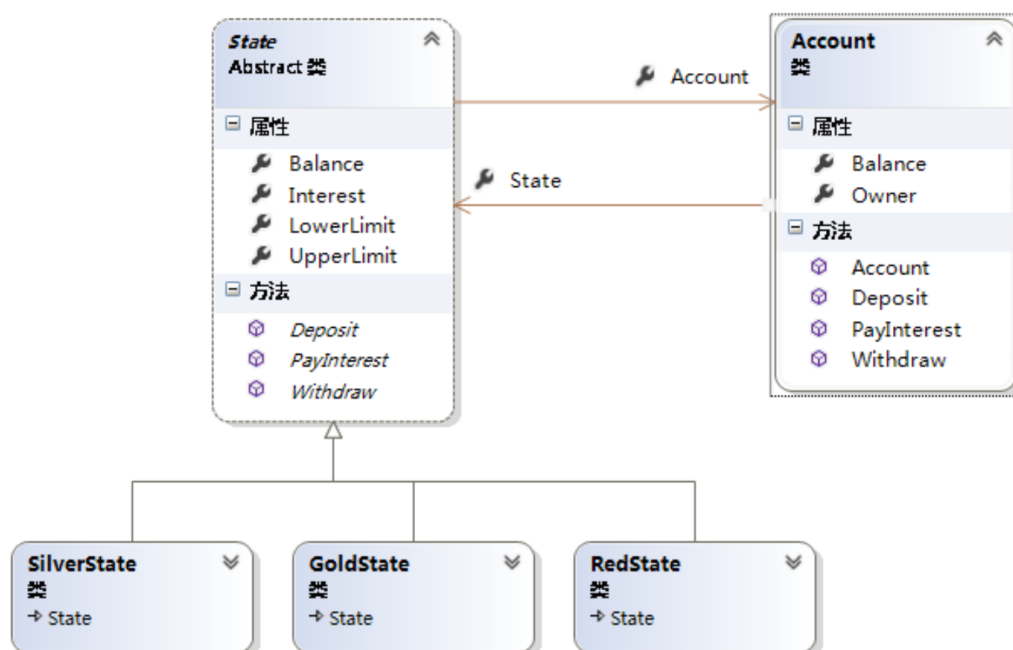 State
Abstract 类
属性
Balance
Interest
LowerLimit
UpperLimit
方法
Deposit
PayInterest
Withdraw
Account
State
Account
类
属性
Balance
Owner
方法
Account
Deposit
PayInterest
Withdraw
SilverState
类
State
GoldState
类
State
RedState
类
State